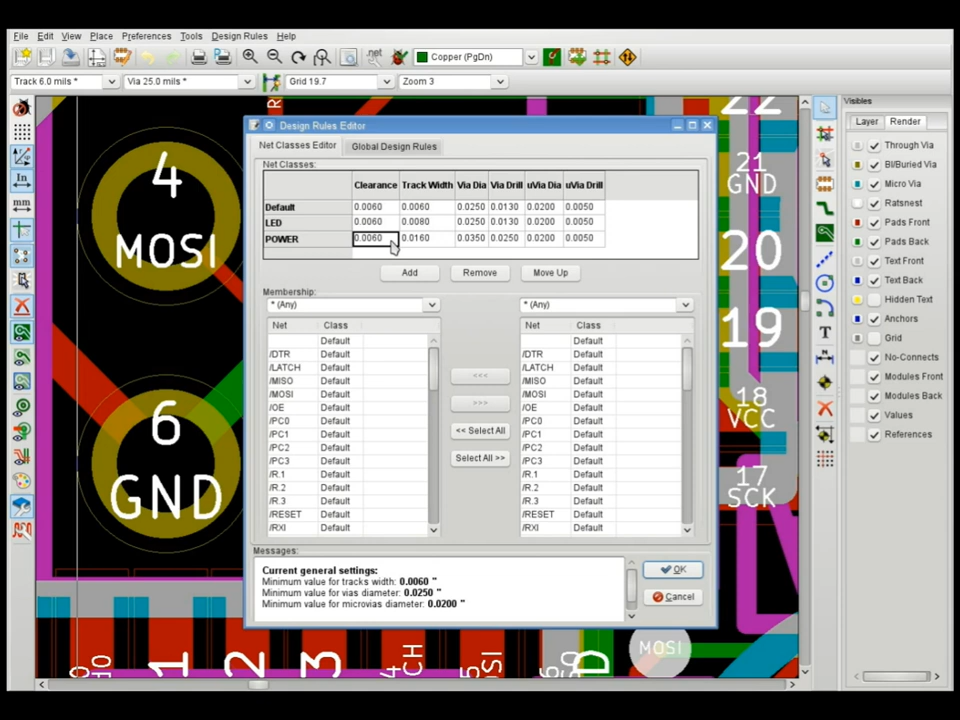 File Edit View Place Preferences Tools Design Rules Help
.net Copper (PgDn)
Track 6.0 mils * Via 25.0 mils * Grid 19.7 Zoom 3
Visibles
Layer Render
Through Via
Bl/Buried Via
Micro Via
Ratsnest
Pads Front
Pads Back
Text Front
Text Back
Hidden Text
Anchors
Grid
No-Connects
Modules Front
Modules Back
Values
References
In
mm
T
N
R
4
MOSI
6
GND
22
21
GND
20
19
18
VCC
17
SCK
Design Rules Editor
Net Classes Editor Global Design Rules
Net Classes:
Clearance Track Width Via Dia Via Drill uVia Dia uVia Drill
Default 0.0060 0.0060 0.0250 0.0130 0.0200 0.0050
LED 0.0060 0.0080 0.0250 0.0130 0.0200 0.0050
POWER 0.0060 0.0160 0.0350 0.0250 0.0200 0.0050
Add Remove Move Up
Membership:
* (Any) * (Any)
Net Class Net Class
Default Default
/DTR Default /DTR Default
/LATCH Default /LATCH Default
/MISO Default /MISO Default
/MOSI Default /MOSI Default
/OE Default /OE Default
/PC0 Default /PC0 Default
/PC1 Default /PC1 Default
/PC2 Default /PC2 Default
/PC3 Default /PC3 Default
/R.1 Default /R.1 Default
/R.2 Default /R.2 Default
/R.3 Default /R.3 Default
/RESET Default /RESET Default
/RXI Default /RXI Default
<<<
>>>
<< Select All
Select All >>
Messages:
Current general settings:
Minimum value for tracks width: 0.0060 "
Minimum value for vias diameter: 0.0250 "
Minimum value for microvias diameter: 0.0200 "
OK
Cancel
1
2
3
4
CH
5
MOSI